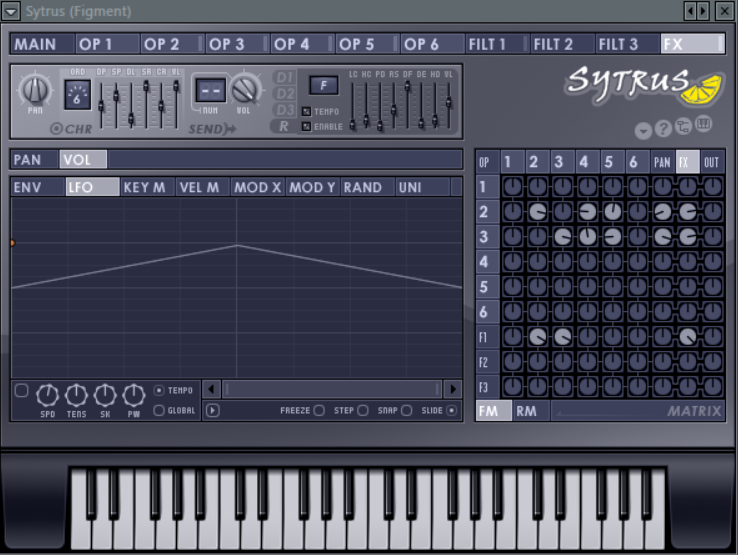 Sytrus (Figment)
MAIN OP 1 OP 2 OP 3 OP 4 OP 5 OP 6 FILT 1 FILT 2 FILT 3 FX
ORD DP SP DL SR CR VL
LC HC PD RS DF DE HD VL
SYTRUS
6
F
D1
D2
D3
R
TEMPO
ENABLE
PAN
CHR
-- NUM
VOL
SEND
PAN VOL
OP 1 2 3 4 5 6 PAN FX OUT
ENV LFO KEY M VEL M MOD X MOD Y RAND UNI
1
2
3
4
5
6
F1
F2
F3
TEMPO
GLOBAL
SPD TENS SK PW
FREEZE STEP SNAP SLIDE
FM RM MATRIX